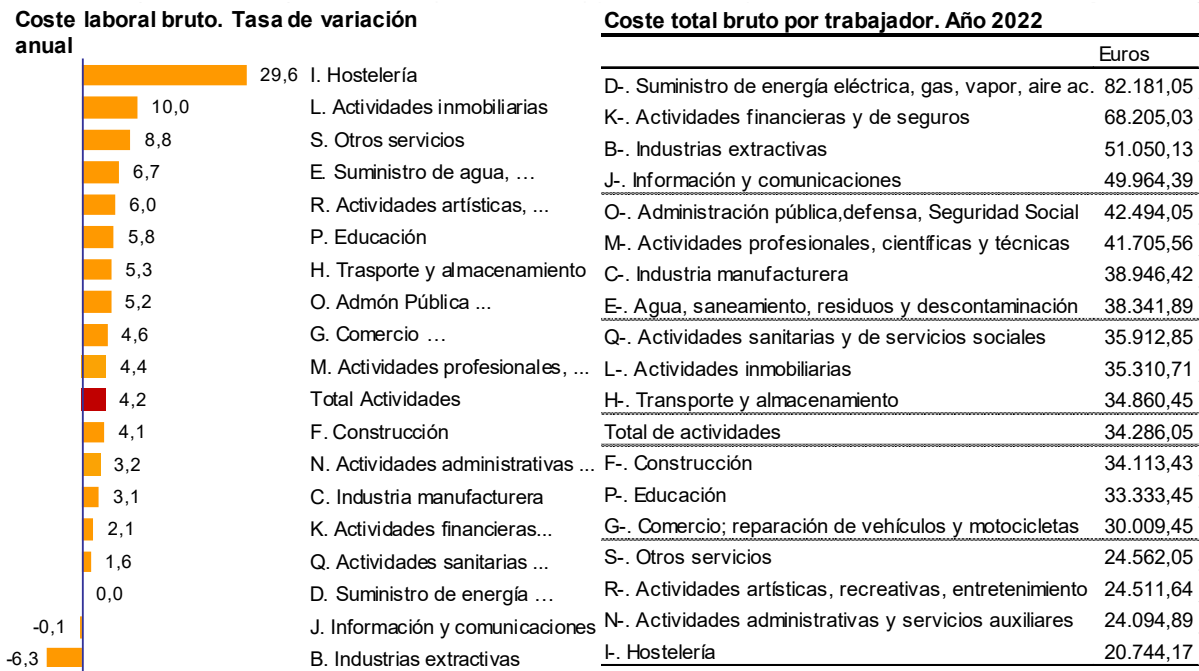 Coste laboral bruto. Tasa de variación
anual
29,6 I. Hostelería
10,0 L. Actividades inmobiliarias
8,8 S. Otros servicios
6,7 E. Suministro de agua, …
6,0 R. Actividades artísticas, ...
5,8 P. Educación
5,3 H. Trasporte y almacenamiento
5,2 O. Admón Pública ...
4,6 G. Comercio …
4,4 M. Actividades profesionales, ...
4,2 Total Actividades
4,1 F. Construcción
3,2 N. Actividades administrativas ...
3,1 C. Industria manufacturera
2,1 K. Actividades financieras...
1,6 Q. Actividades sanitarias ...
0,0 D. Suministro de energía …
-0,1 J. Información y comunicaciones
-6,3 B. Industrias extractivas
Coste total bruto por trabajador. Año 2022
Euros
D-. Suministro de energía eléctrica, gas, vapor, aire ac. 82.181,05
K-. Actividades financieras y de seguros 68.205,03
B-. Industrias extractivas 51.050,13
J-. Información y comunicaciones 49.964,39
O-. Administración pública,defensa, Seguridad Social 42.494,05
M-. Actividades profesionales, científicas y técnicas 41.705,56
C-. Industria manufacturera 38.946,42
E-. Agua, saneamiento, residuos y descontaminación 38.341,89
Q-. Actividades sanitarias y de servicios sociales 35.912,85
L-. Actividades inmobiliarias 35.310,71
H-. Transporte y almacenamiento 34.860,45
Total de actividades 34.286,05
F-. Construcción 34.113,43
P-. Educación 33.333,45
G-. Comercio; reparación de vehículos y motocicletas 30.009,45
S-. Otros servicios 24.562,05
R-. Actividades artísticas, recreativas, entretenimiento 24.511,64
N-. Actividades administrativas y servicios auxiliares 24.094,89
I-. Hostelería 20.744,17